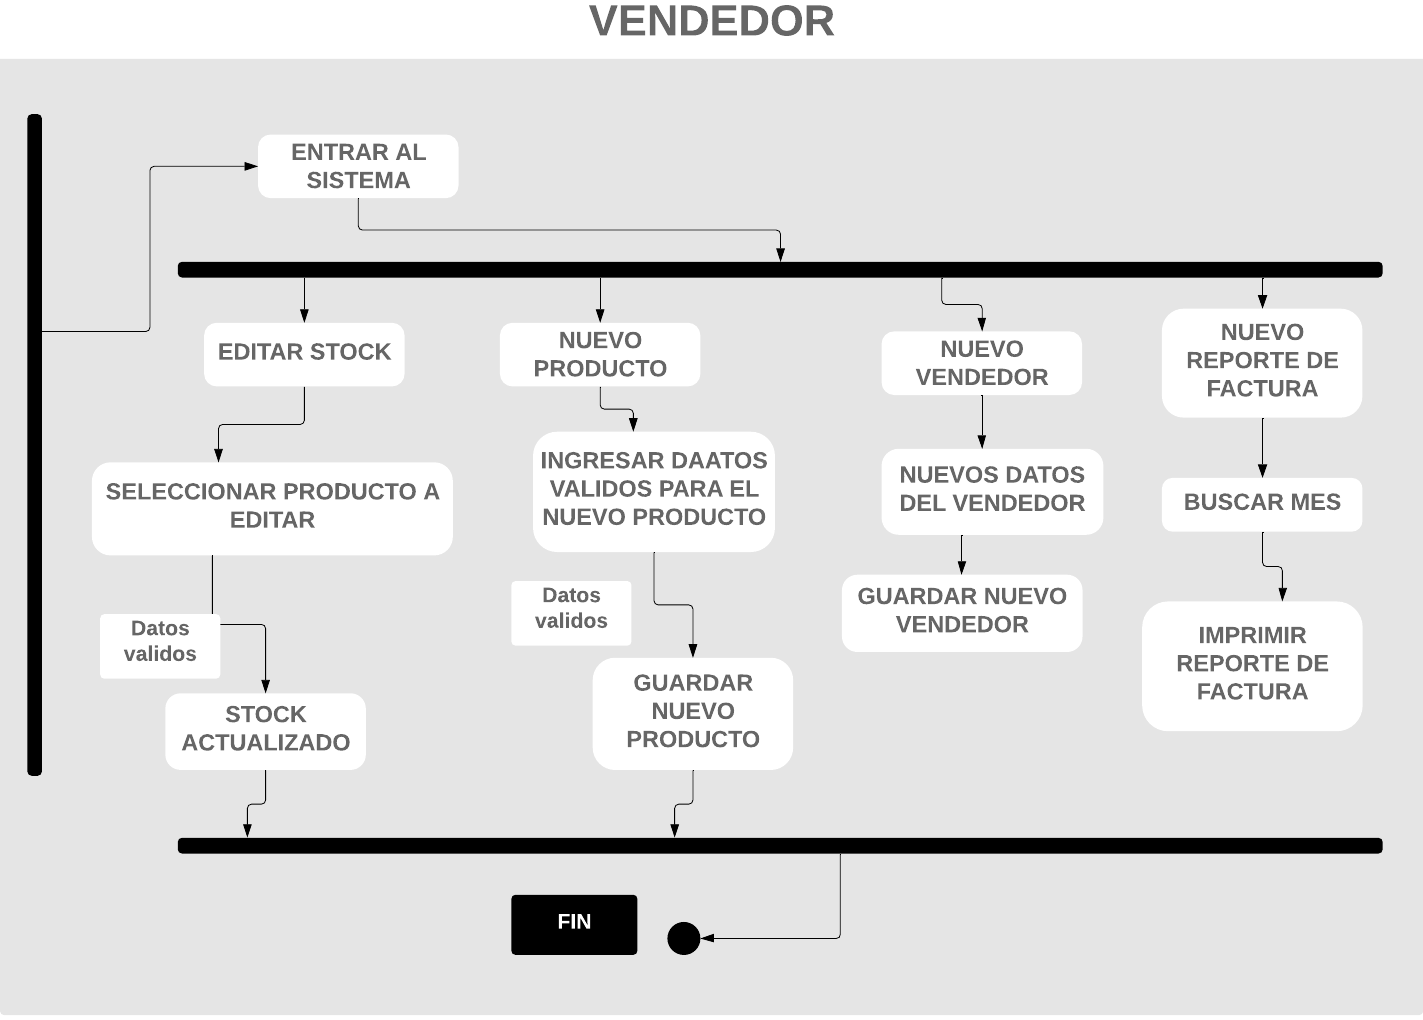 VENDEDOR
ENTRAR AL
SISTEMA
EDITAR STOCK
NUEVO
PRODUCTO
NUEVO
VENDEDOR
NUEVO
REPORTE DE
FACTURA
SELECCIONAR PRODUCTO A
EDITAR
INGRESAR DAATOS
VALIDOS PARA EL
NUEVO PRODUCTO
NUEVOS DATOS
DEL VENDEDOR
BUSCAR MES
Datos
validos
Datos
validos
GUARDAR NUEVO
VENDEDOR
IMPRIMIR
REPORTE DE
FACTURA
STOCK
ACTUALIZADO
GUARDAR
NUEVO
PRODUCTO
FIN